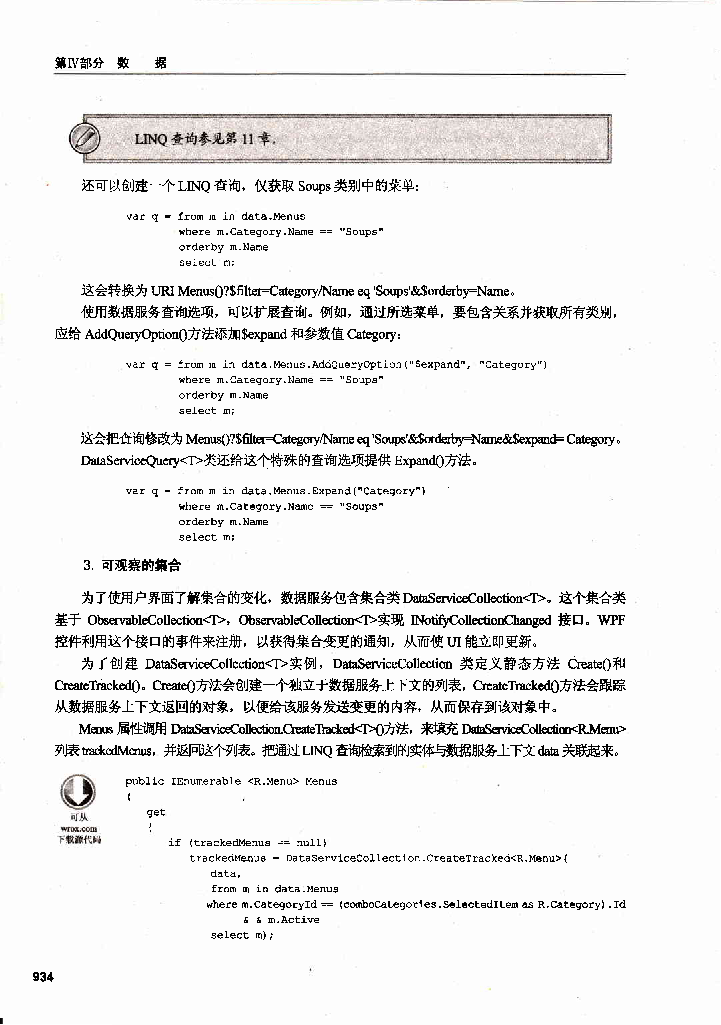 第Ⅳ部分 数 据
LINQ 查询参见第 11 章。
还可以创建一个 LINQ 查询，仅获取 Soups 类别中的菜单：
var q = from m in data.Menus
where m.Category.Name == "Soups"
orderby m.Name
select m;
这会转换为 URI Menus()?$filter=Category/Name eq 'Soups'&$orderby=Name。
使用数据服务查询选项，可以扩展查询。例如，通过所选菜单，要包含关系并获取所有类别，
应给 AddQueryOption()方法添加$expand 和参数值 Category：
var q = from m in data.Menus.AddQueryOption("$expand", "Category")
where m.Category.Name == "Soups"
orderby m.Name
select m;
这会把查询修改为 Menus()?$filter=Category/Name eq 'Soups'&$orderby=Name&$expand= Category。
DataServiceQuery<T>类还给这个特殊的查询选项提供 Expand()方法。
var q = from m in data.Menus.Expand("Category")
where m.Category.Name == "Soups"
orderby m.Name
select m;
3. 可观察的集合
为了使用户界面了解集合的变化，数据服务包含集合类 DataServiceCollection<T>。这个集合类
基于 ObservableCollection<T>，ObservableCollection<T>实现 INotifyCollectionChanged 接口。WPF
控件利用这个接口的事件来注册，以获得集合变更的通知，从而使 UI 能立即更新。
为了创建 DataServiceCollection<T>实例，DataServiceCollection 类定义静态方法 Create()和
CreateTracked()。Create()方法会创建一个独立于数据服务上下文的列表，CreateTracked()方法会跟踪
从数据服务上下文返回的对象，以便给该服务发送变更的内容，从而保存到该对象中。
Menus 属性调用 DataServiceCollection.CreateTracked<T>()方法，来填充 DataServiceCollection<R.Menu>
列表 trackedMenus，并返回这个列表。把通过 LINQ 查询检索到的实体与数据服务上下文 data 关联起来。
可从
wrox.com
下载源代码
public IEnumerable <R.Menu> Menus
{
get
{
if (trackedMenus == null)
trackedMenus = DataServiceCollection.CreateTracked<R.Menu>(
data,
from m in data.Menus
where m.CategoryId == (comboCategories.SelectedItem as R.Category).Id
& & m.Active
select m);
934